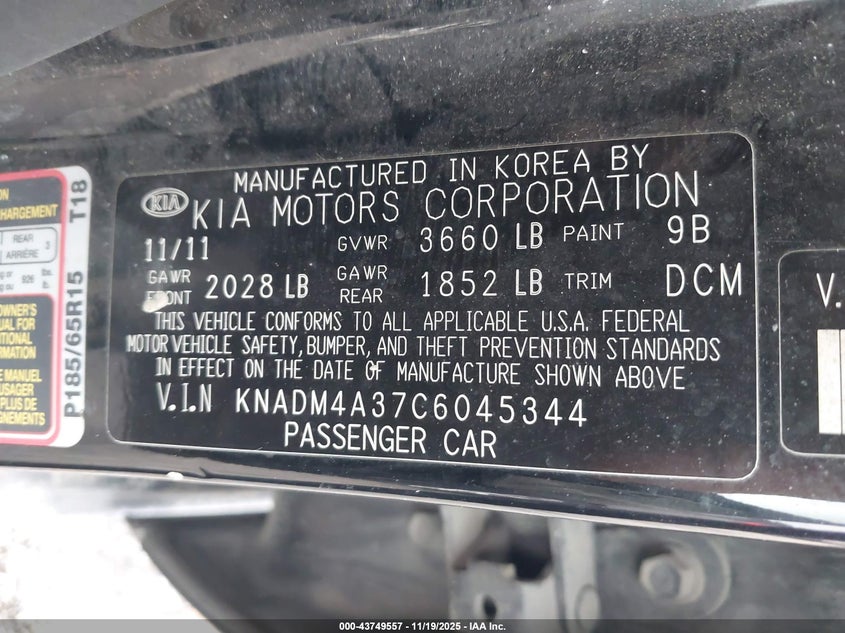 MANUFACTURED IN KOREA BY
KIA
KIA MOTORS CORPORATION
11/11 GVWR 3660 LB PAINT 9B
GAWR FRONT 2028 LB GAWR REAR 1852 LB TRIM DCM
THIS VEHICLE CONFORMS TO ALL APPLICABLE U.S.A. FEDERAL
MOTOR VEHICLE SAFETY, BUMPER, AND THEFT PREVENTION STANDARDS
IN EFFECT ON THE DATE OF MANUFACTURE SHOWN ABOVE
V.I.N KNADM4A37C6045344
PASSENGER CAR
REAR
ARRIÈRE 3
926
P185/65R15 T18
V.
000-43749557 - 11/19/2025 - IAA Inc.